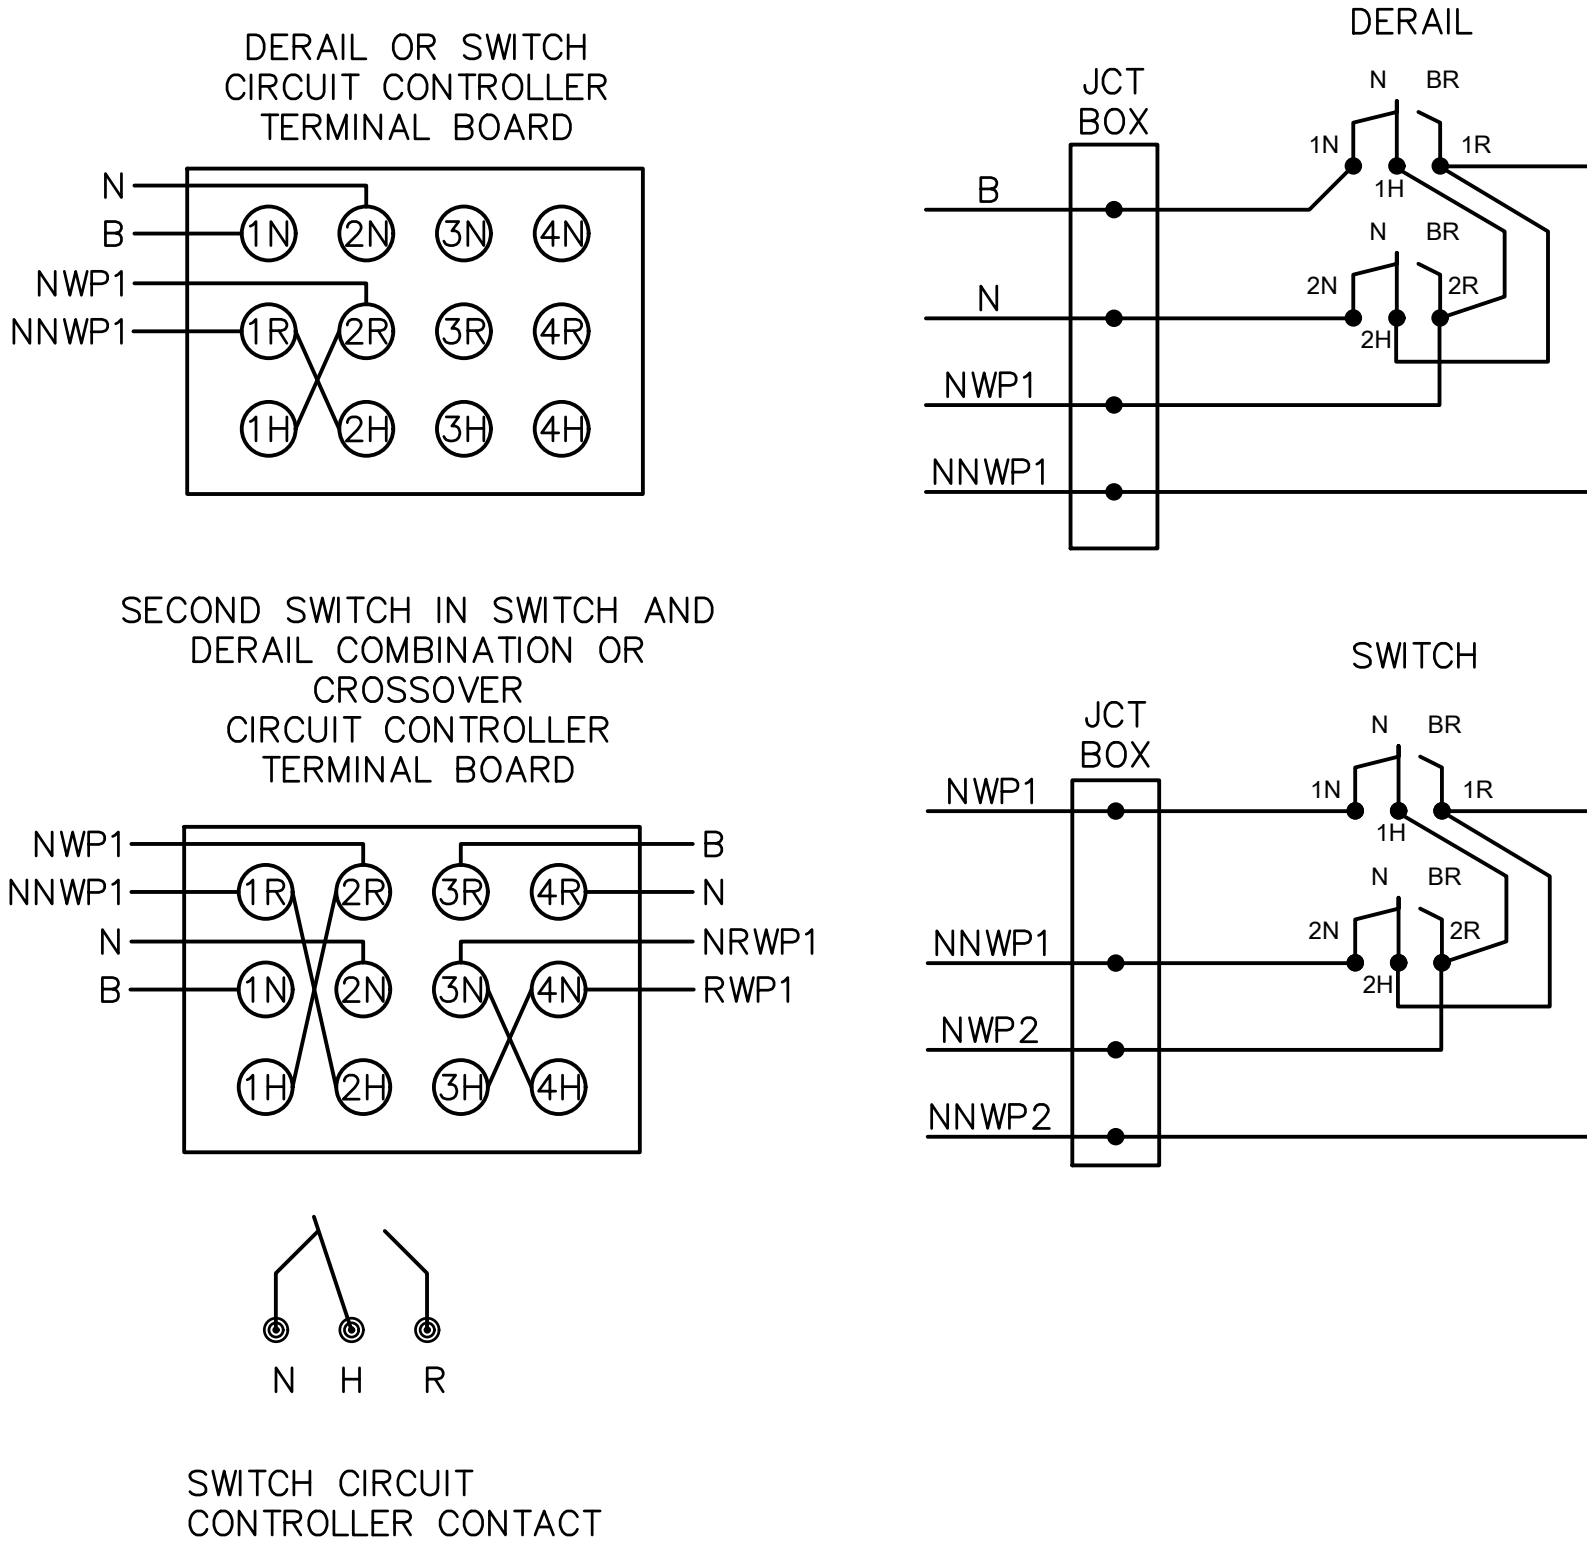 DERAIL OR SWITCH
CIRCUIT CONTROLLER
TERMINAL BOARD
N
B
NWP1
NNWP1
1N 2N 3N 4N
1R 2R 3R 4R
1H 2H 3H 4H
DERAIL
JCT
BOX
N BR
1N 1R
1H
B
N BR
2N 2R
2H
N
NWP1
NNWP1
SECOND SWITCH IN SWITCH AND
DERAIL COMBINATION OR
CROSSOVER
CIRCUIT CONTROLLER
TERMINAL BOARD
NWP1
NNWP1
N
B
1R 2R 3R 4R
1N 2N 3N 4N
1H 2H 3H 4H
B
N
NRWP1
RWP1
SWITCH
JCT
BOX
N BR
NWP1
1N 1R
1H
N BR
NNWP1
2N 2R
2H
NWP2
NNWP2
N H R
SWITCH CIRCUIT
CONTROLLER CONTACT